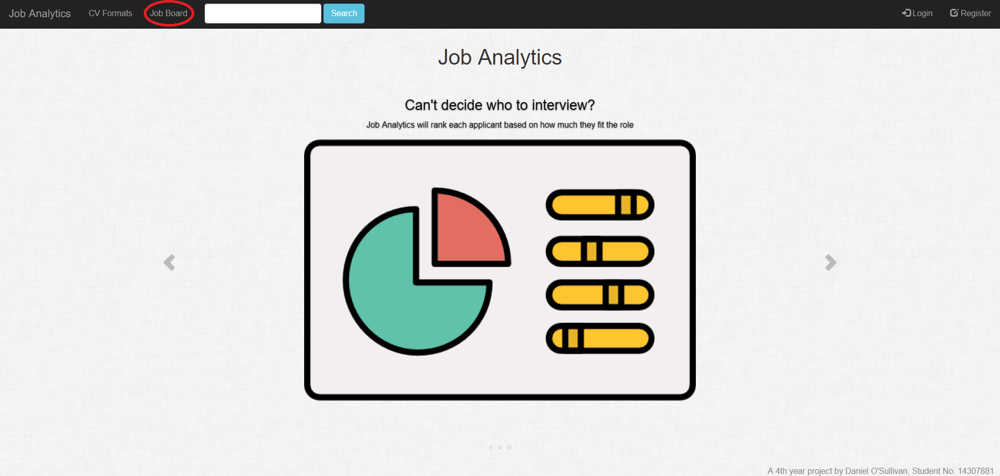 Job Analytics CV Formats Job Board Search Login Register
Job Analytics
Can't decide who to interview?
Job Analytics will rank each applicant based on how much they fit the role
A 4th year project by Daniel O'Sullivan, Student No: 14307881